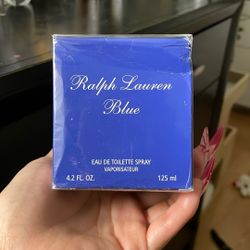 Ralph Lauren
Blue
EAU DE TOILETTE SPRAY
VAPORISATEUR
4.2 FL. OZ. 125 ml